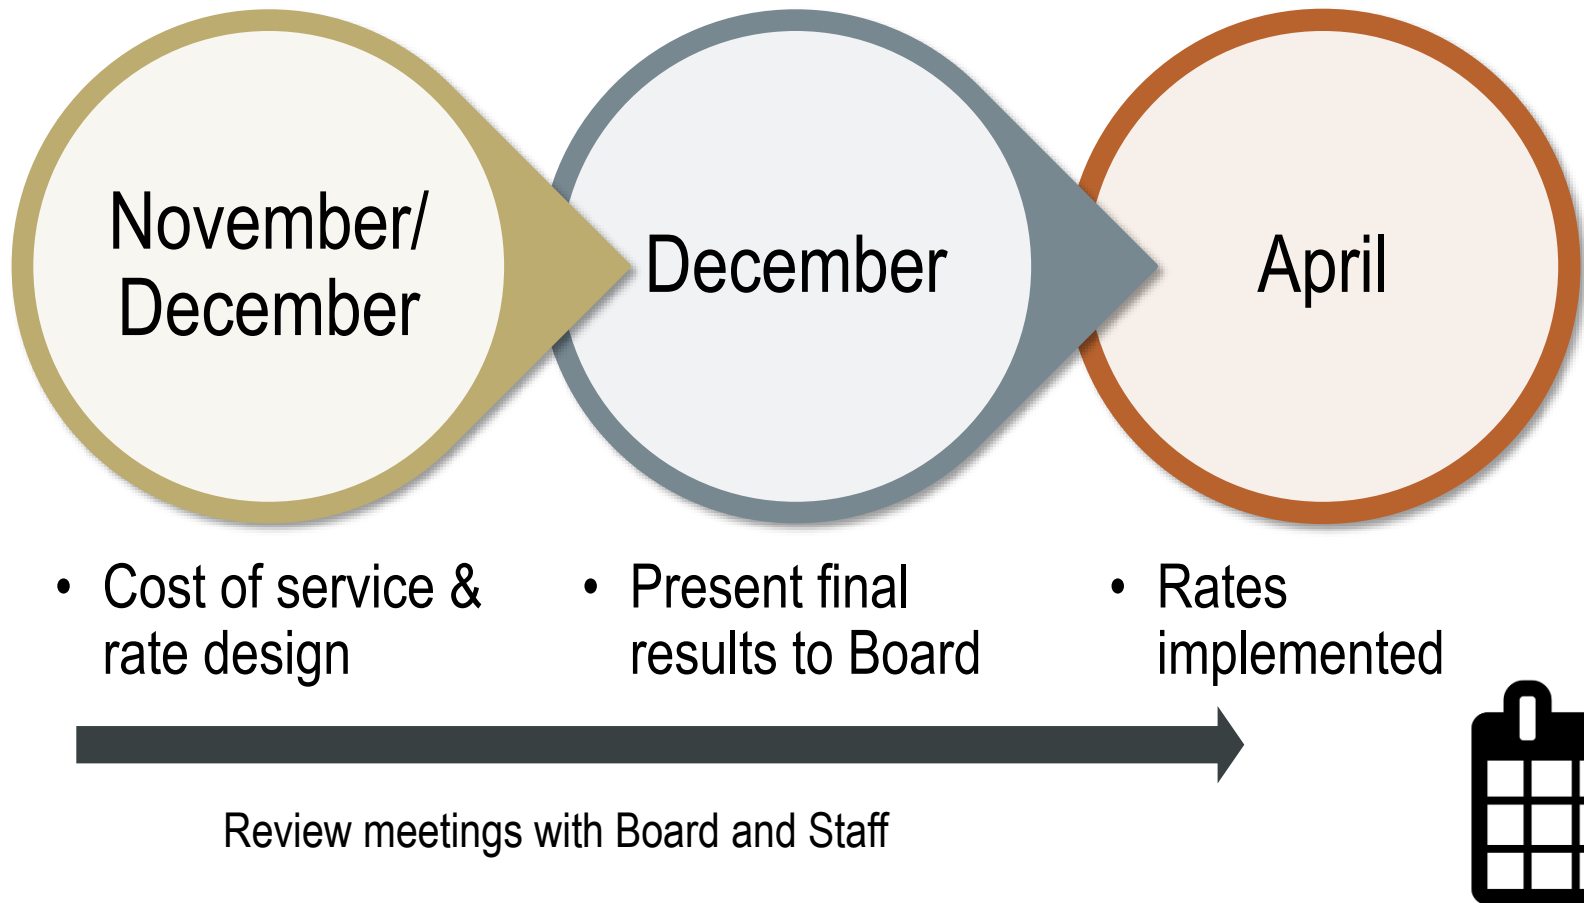 November/
December
December
April
• Cost of service &
rate design
• Present final
results to Board
• Rates
implemented
Review meetings with Board and Staff